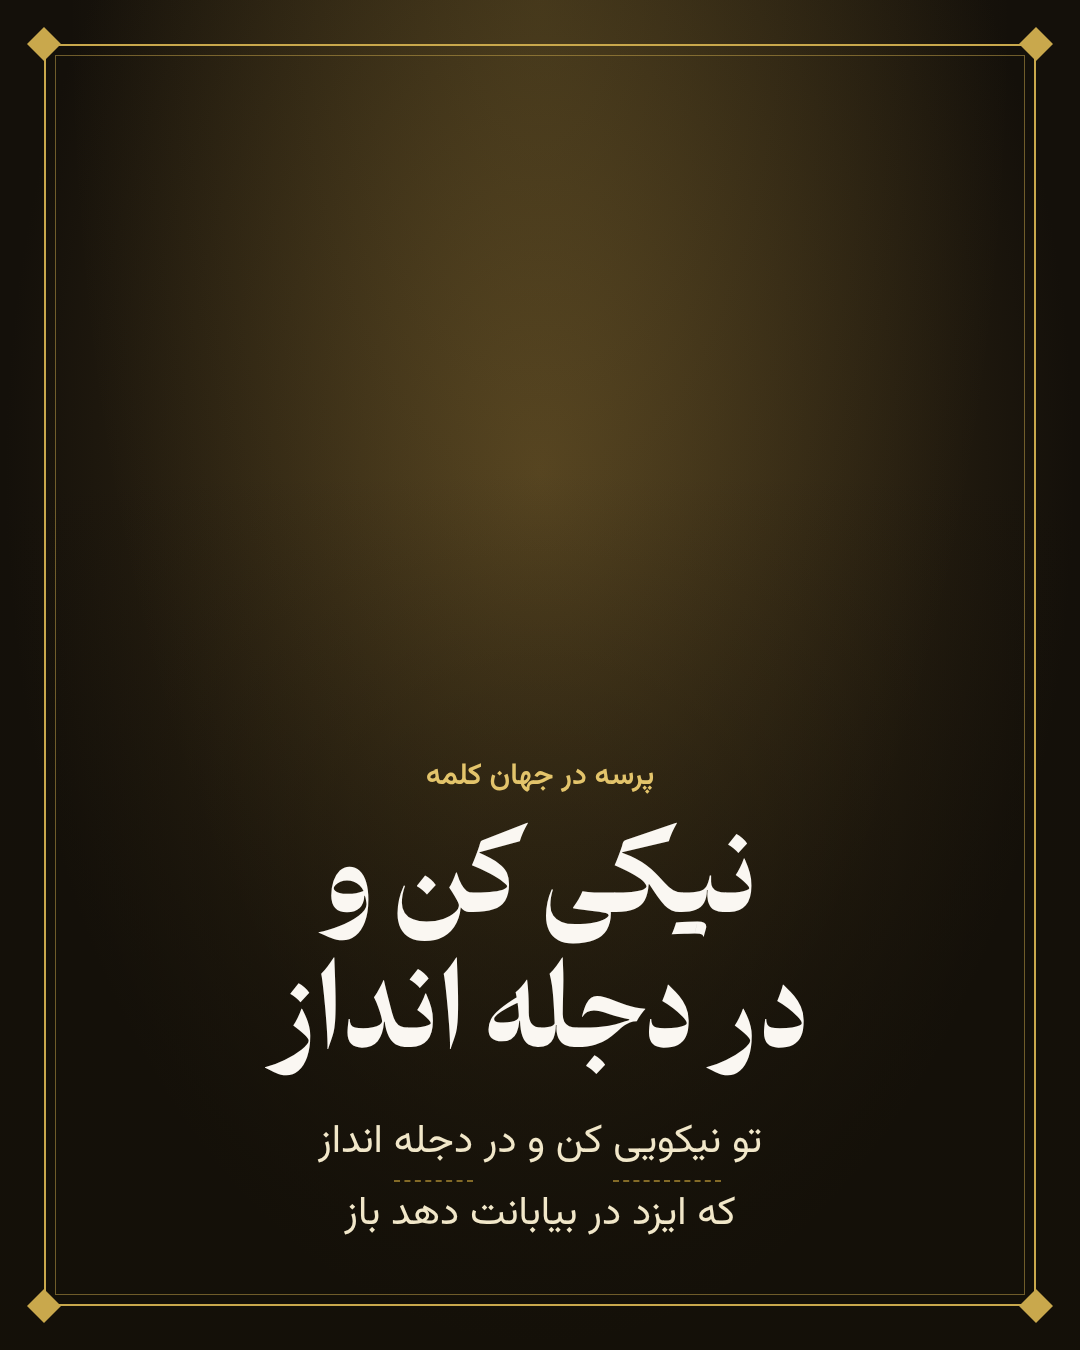 پرسه در جهان کلمه
نیکی کن و
در دجله انداز
تو نیکویی کن و در دجله انداز
که ایزد در بیابانت دهد باز